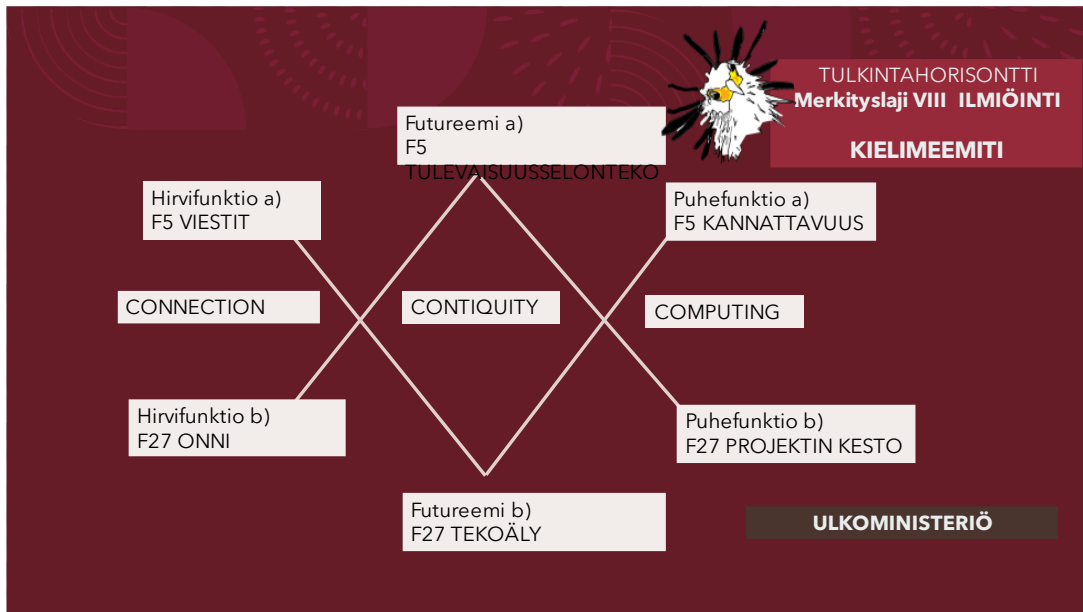 TULKINTAHORISONTTI
Merkityslaji VIII ILMIÖINTI
KIELIMEEMITI
Futureemi a)
F5
TULEVAISUUSSELONTEKO
Hirvifunktio a)
F5 VIESTIT
Puhefunktio a)
F5 KANNATTAVUUS
CONNECTION
CONTIQUITY
COMPUTING
Hirvifunktio b)
F27 ONNI
Puhefunktio b)
F27 PROJEKTIN KESTO
Futureemi b)
F27 TEKOÄLY
ULKOMINISTERIÖ